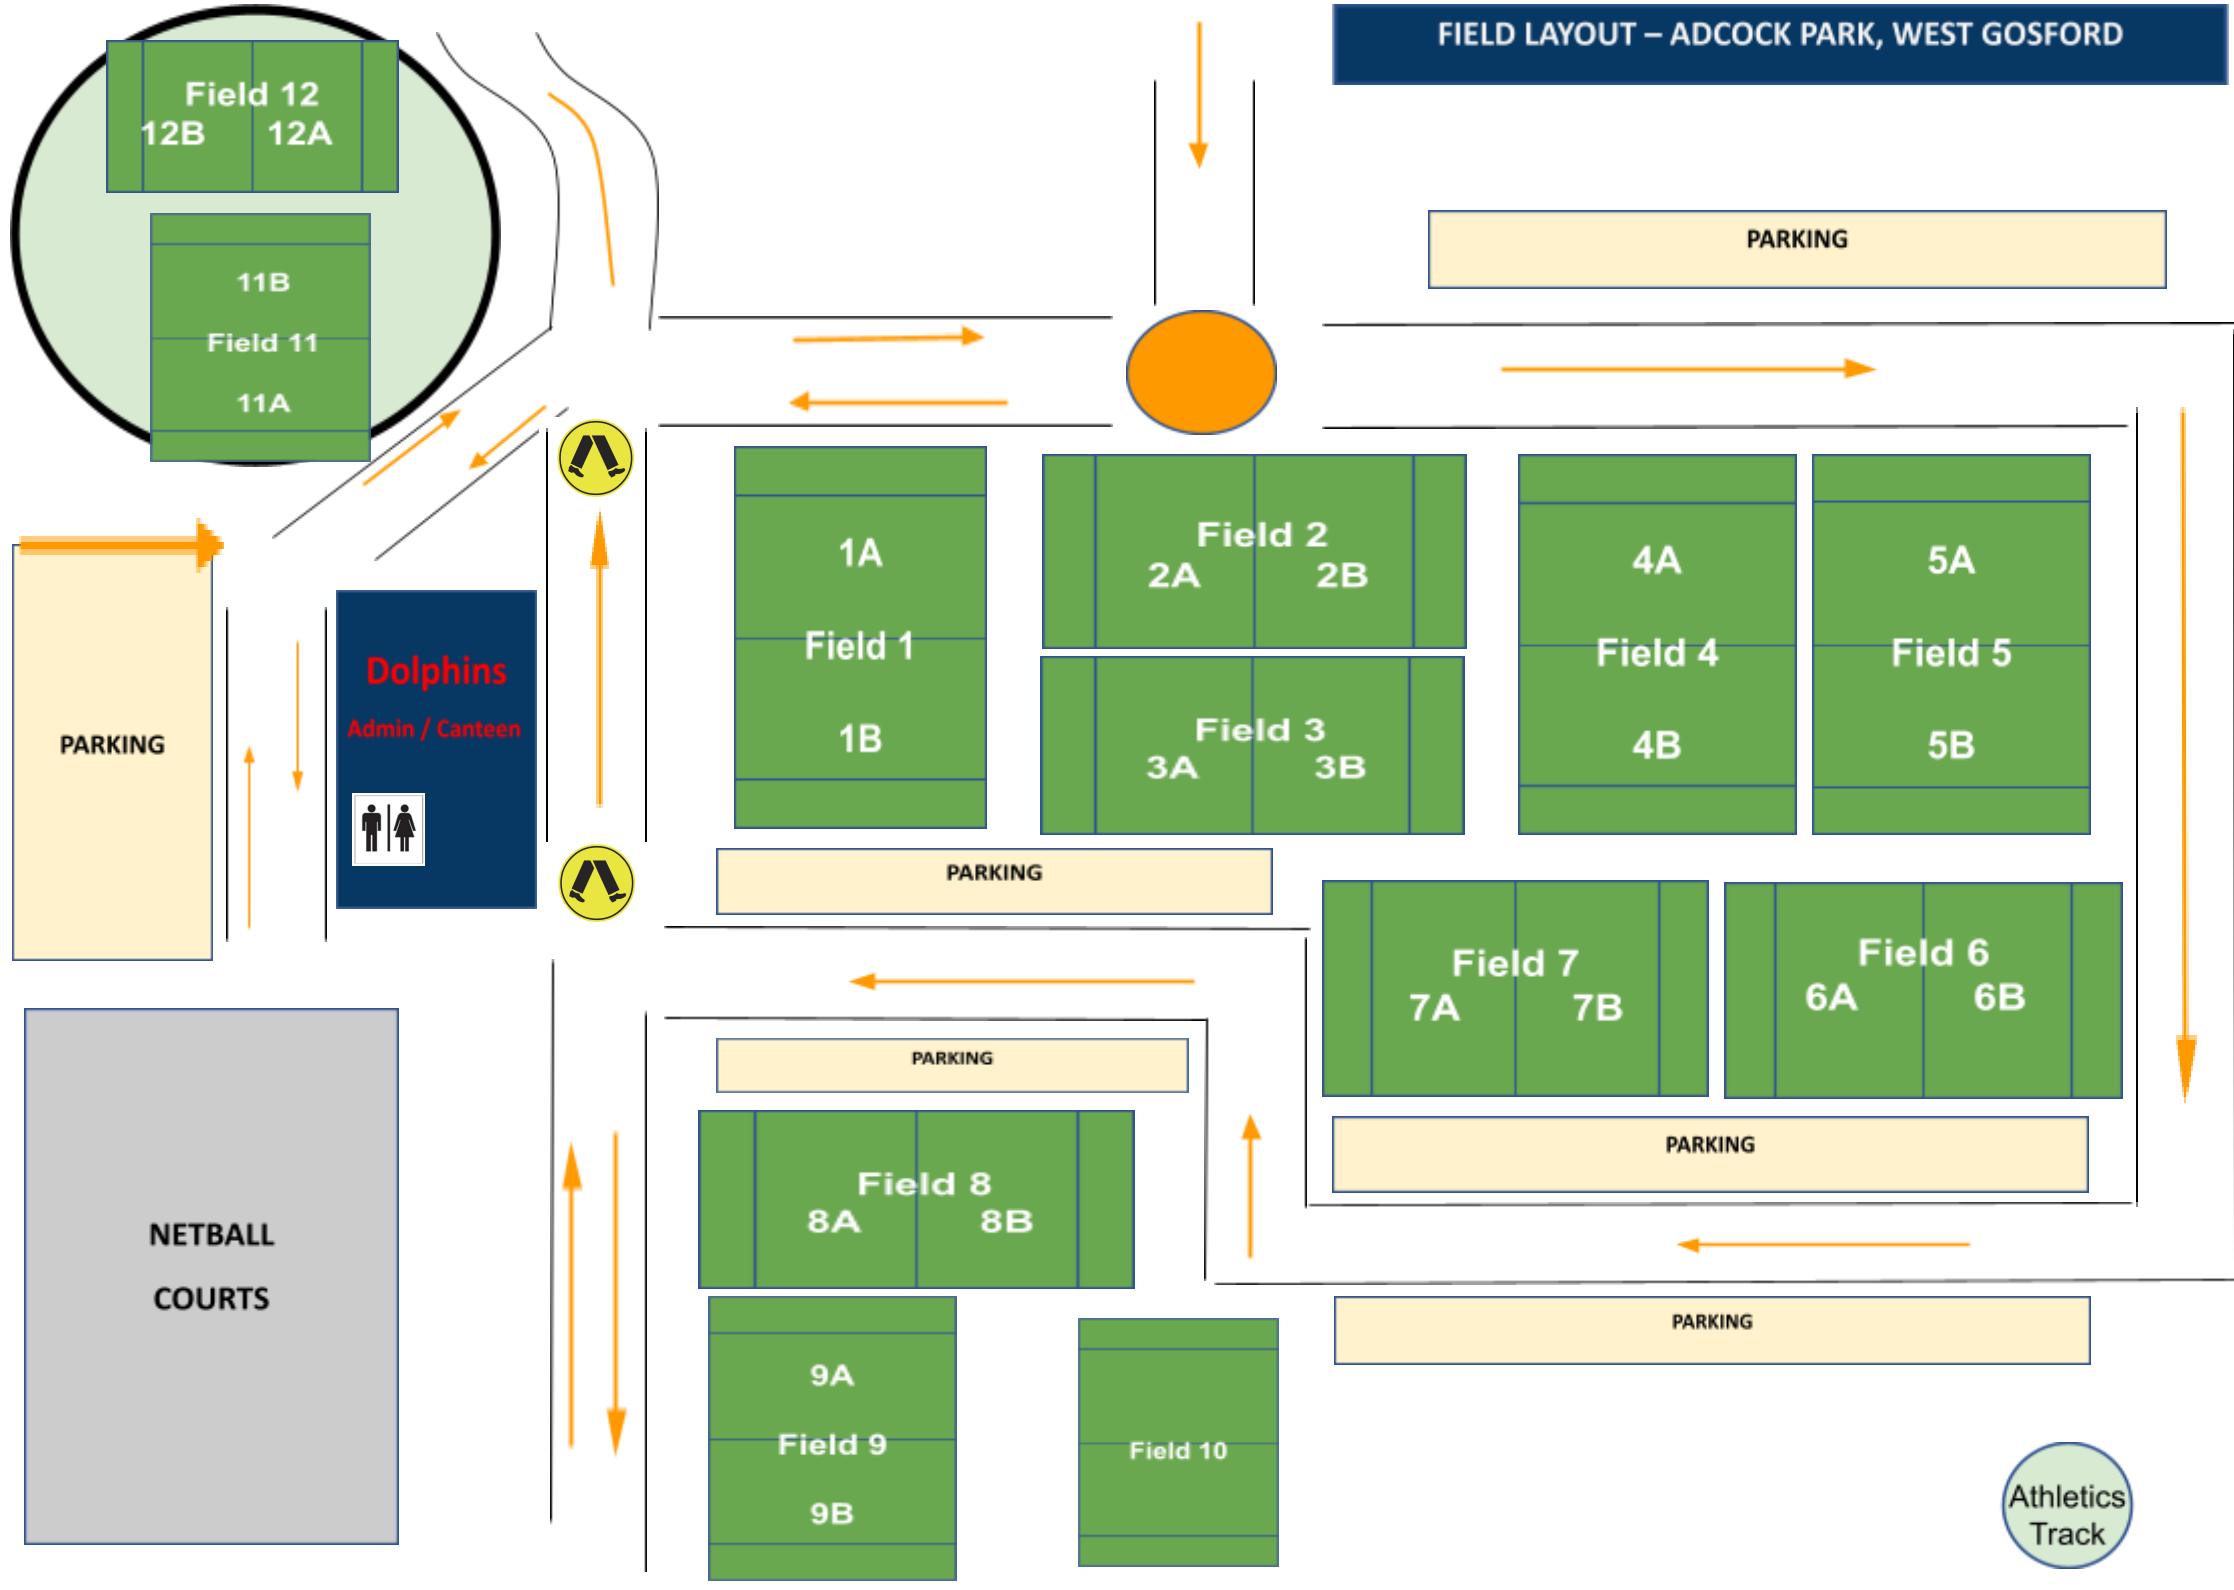 FIELD LAYOUT – ADCOCK PARK, WEST GOSFORD
Field 12
12B 12A
11B
Field 11
11A
PARKING
1A
Field 1
1B
Field 2
2A 2B
Field 3
3A 3B
4A
Field 4
4B
5A
Field 5
5B
Dolphins
Admin / Canteen
PARKING
PARKING
Field 7
7A 7B
Field 6
6A 6B
PARKING
PARKING
Field 8
8A 8B
NETBALL
COURTS
9A
Field 9
9B
Field 10
PARKING
Athletics
Track